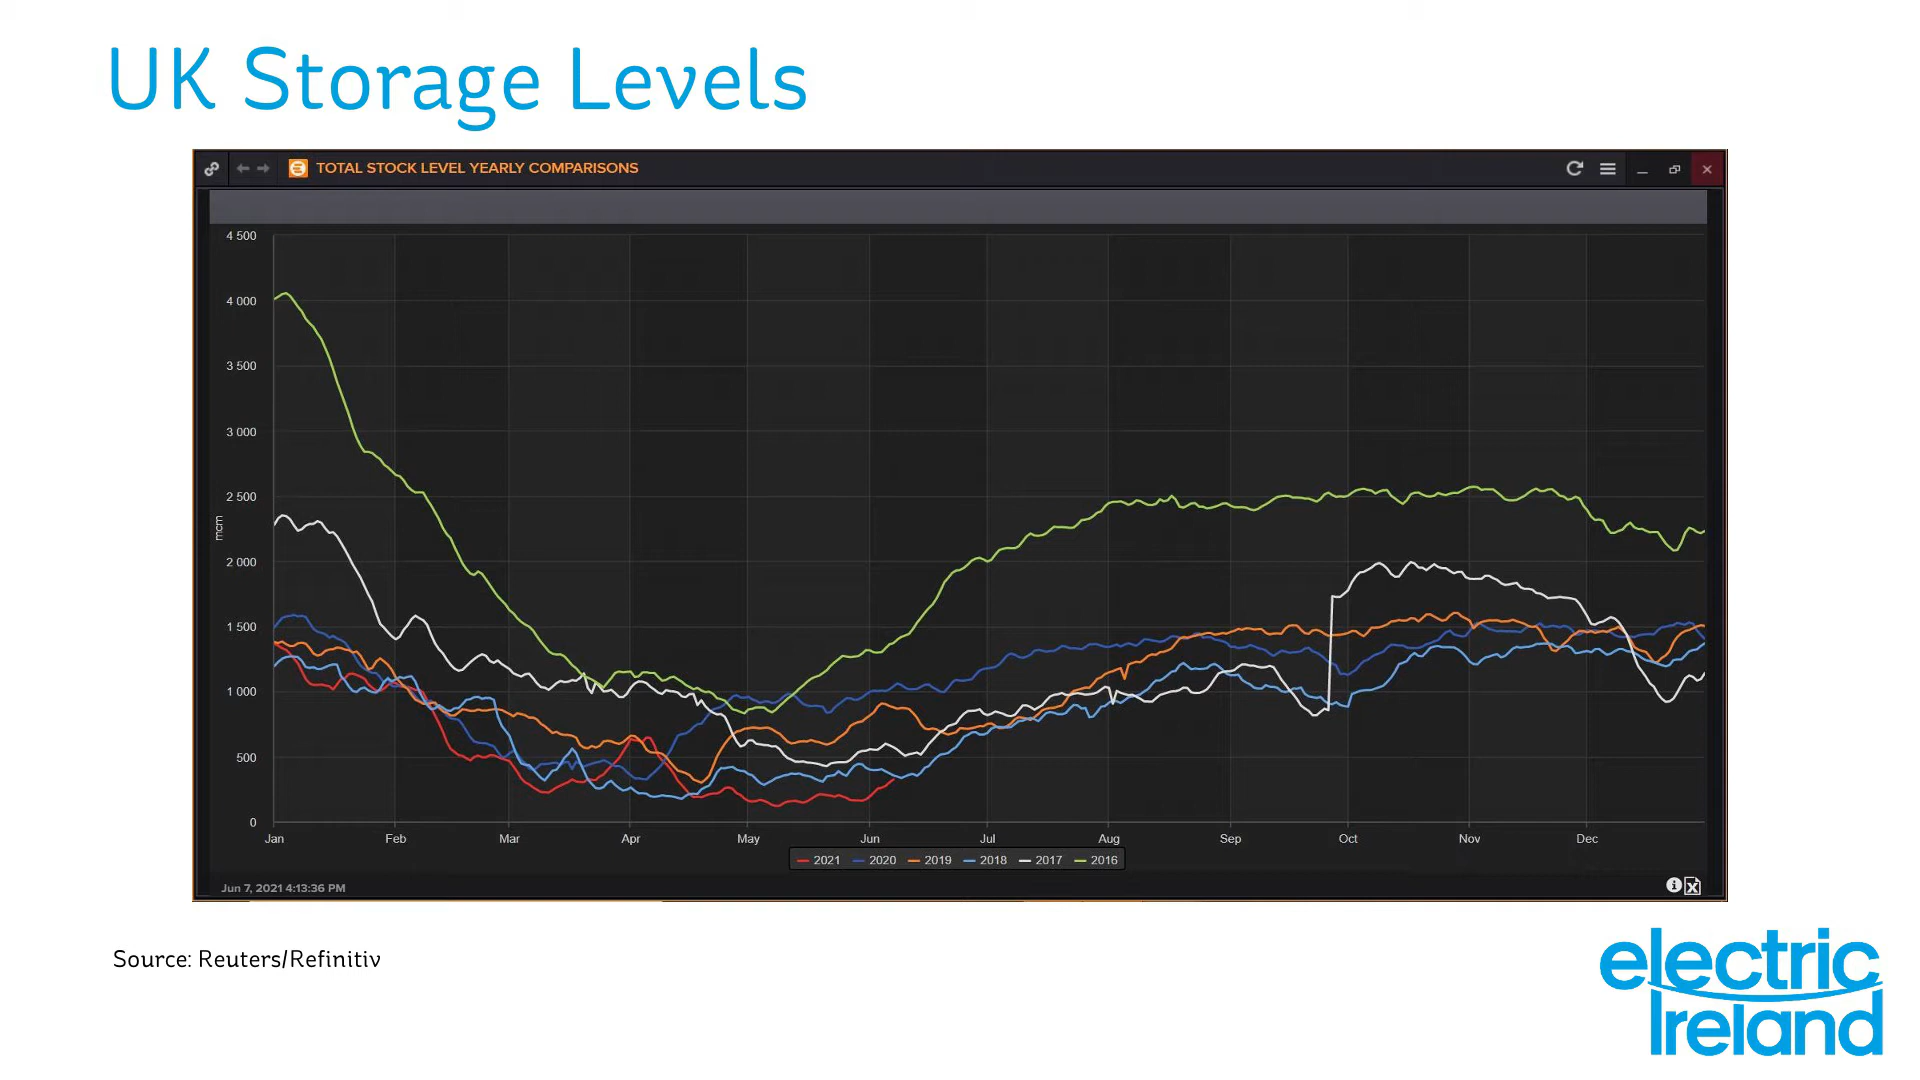 UK Storage Levels
TOTAL STOCK LEVEL YEARLY COMPARISONS
4 500
4 000
3 500
3 000
2 500
2 000
1 500
1 000
500
0
mcm
Jan Feb Mar Apr May Jun Jul Aug Sep Oct Nov Dec
2021 2020 2019 2018 2017 2016
Jun 7, 2021 4:13:36 PM
Source: Reuters/Refinitiv
electric
Ireland